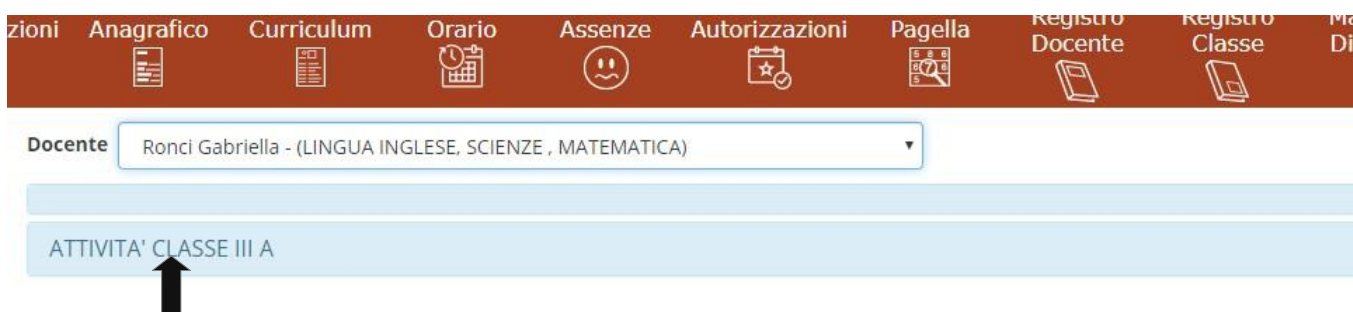 zioni Anagrafico Curriculum Orario Assenze Autorizzazioni Pagella Registro Docente Registro Classe
Docente Ronci Gabriella - (LINGUA INGLESE, SCIENZE , MATEMATICA)
ATTIVITA' CLASSE III A